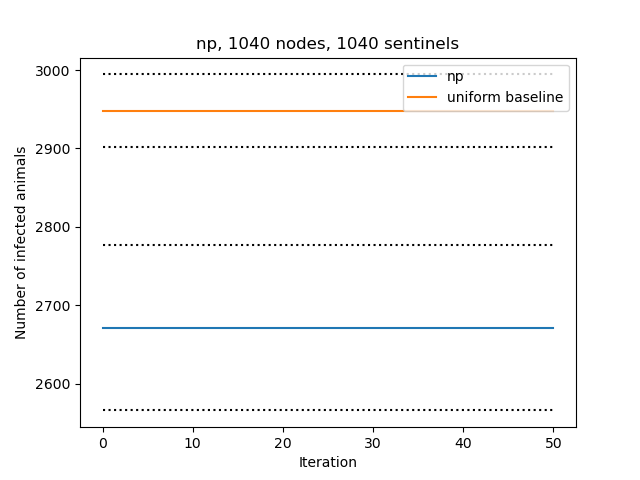 np, 1040 nodes, 1040 sentinels
np
uniform baseline
3000
2900
2800
2700
2600
Number of infected animals
0 10 20 30 40 50
Iteration